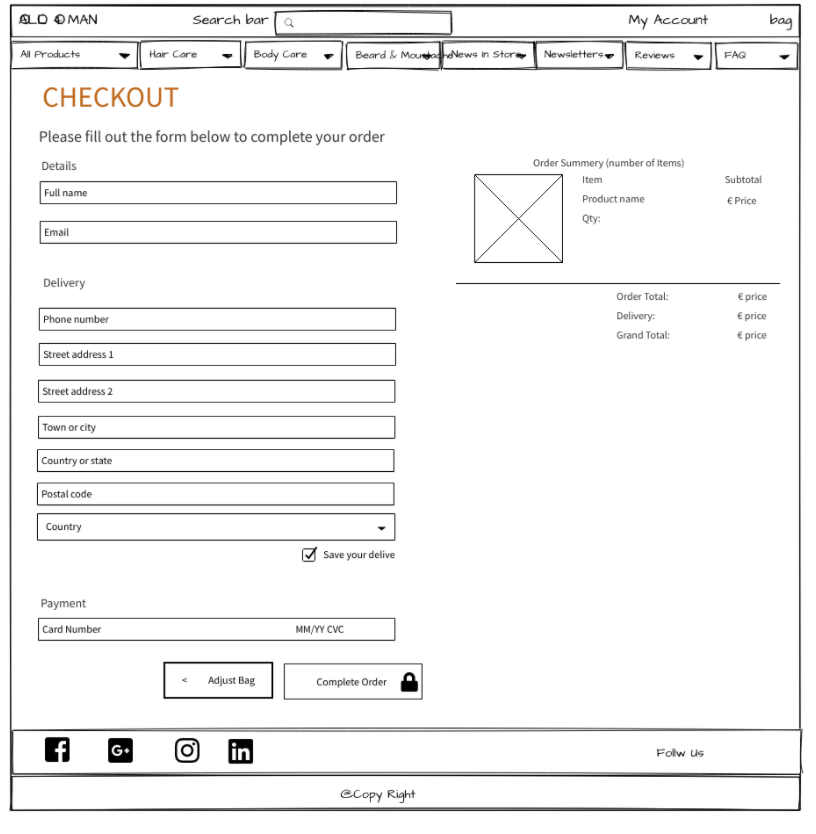 MAN
Search bar
My Account
bag
All Products
Hair Care
Body Care
Beard & Moustache
News in Store
Newsletters
Reviews
FAQ
CHECKOUT
Please fill out the form below to complete your order
Details
Full name
Email
Delivery
Phone number
Street address 1
Street address 2
Town or city
Country or state
Postal code
Country
Save your delive
Payment
Card Number MM/YY CVC
< Adjust Bag
Complete Order
Order Summery (number of Items)
Item Subtotal
Product name € Price
Qty:
Order Total: € price
Delivery: € price
Grand Total: € price
Follw Us
@Copy Right